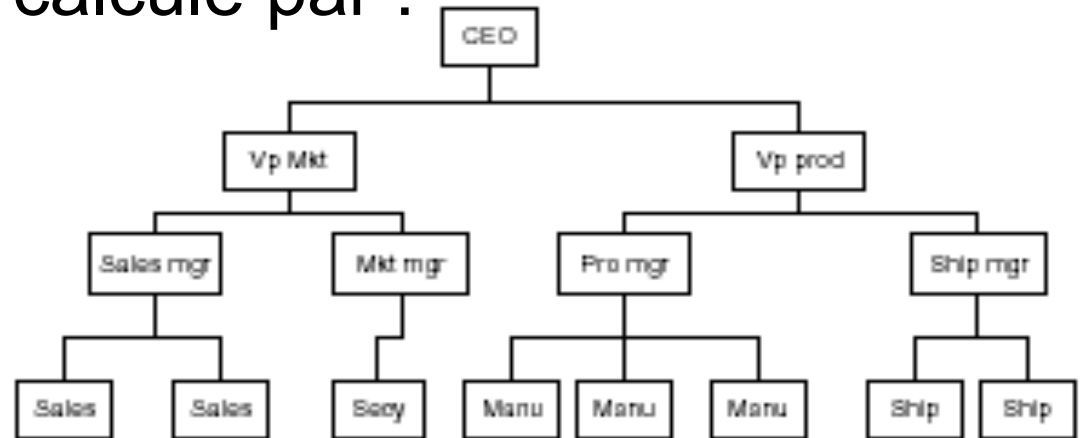 calculé par :
CEO
Vp Mkt Vp prod
Sales mgr Mkt mgr Pro mgr Ship mgr
Sales Sales Secy Manu Manu Manu Ship Ship